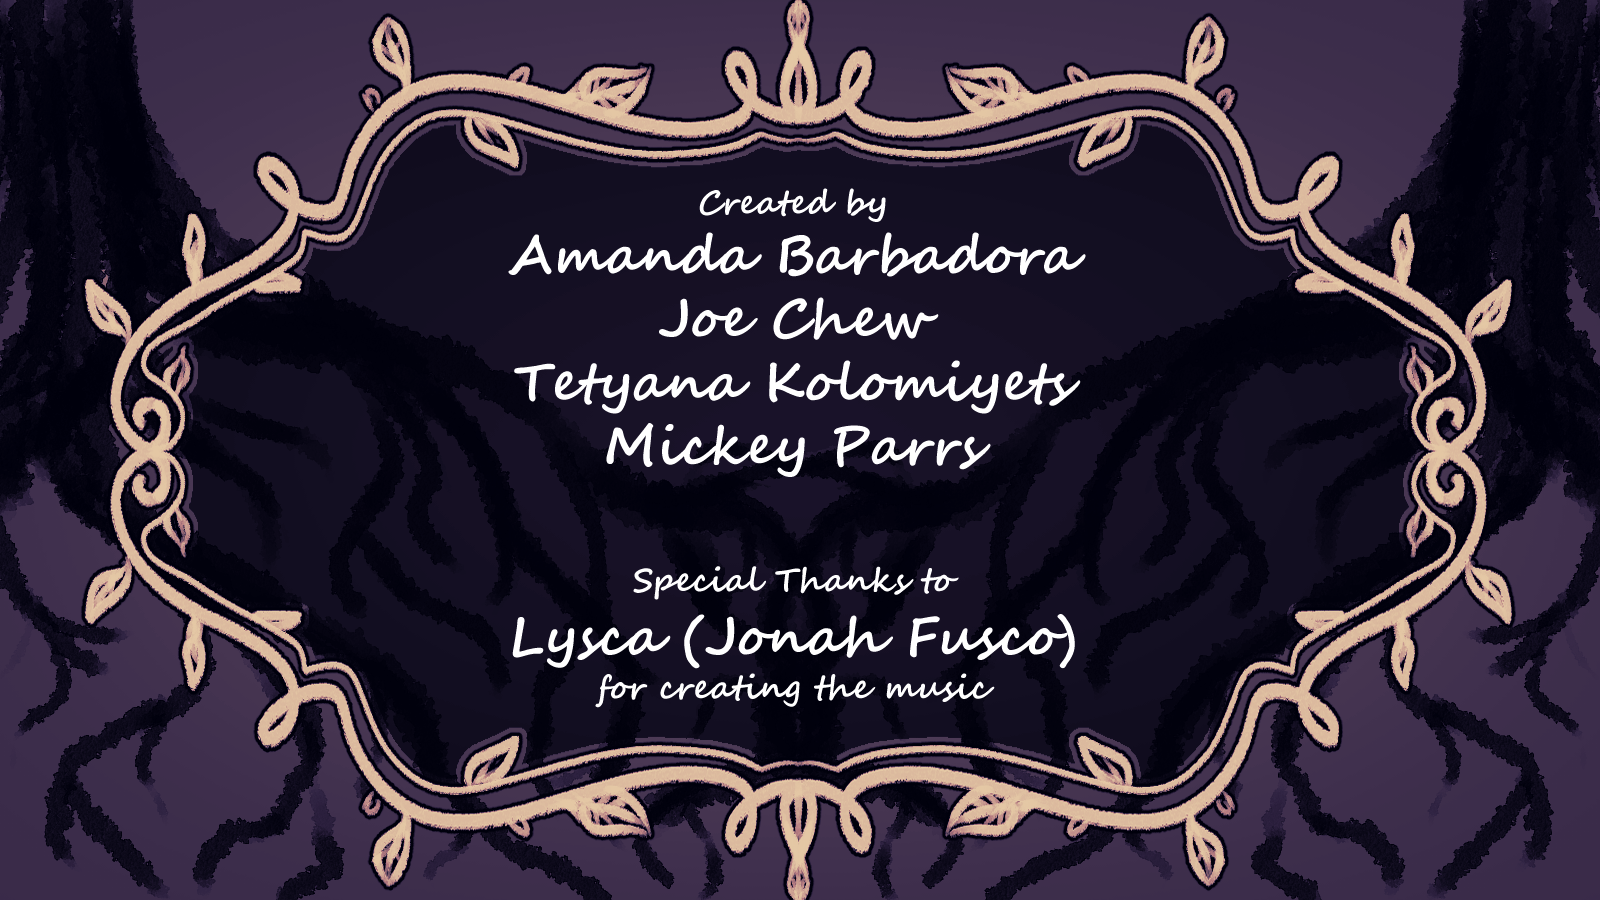 Created by
Amanda Barbadora
Joe Chew
Tetyana Kolomiyets
Mickey Parrs
Special Thanks to
Lysca (Jonah Fusco)
for creating the music